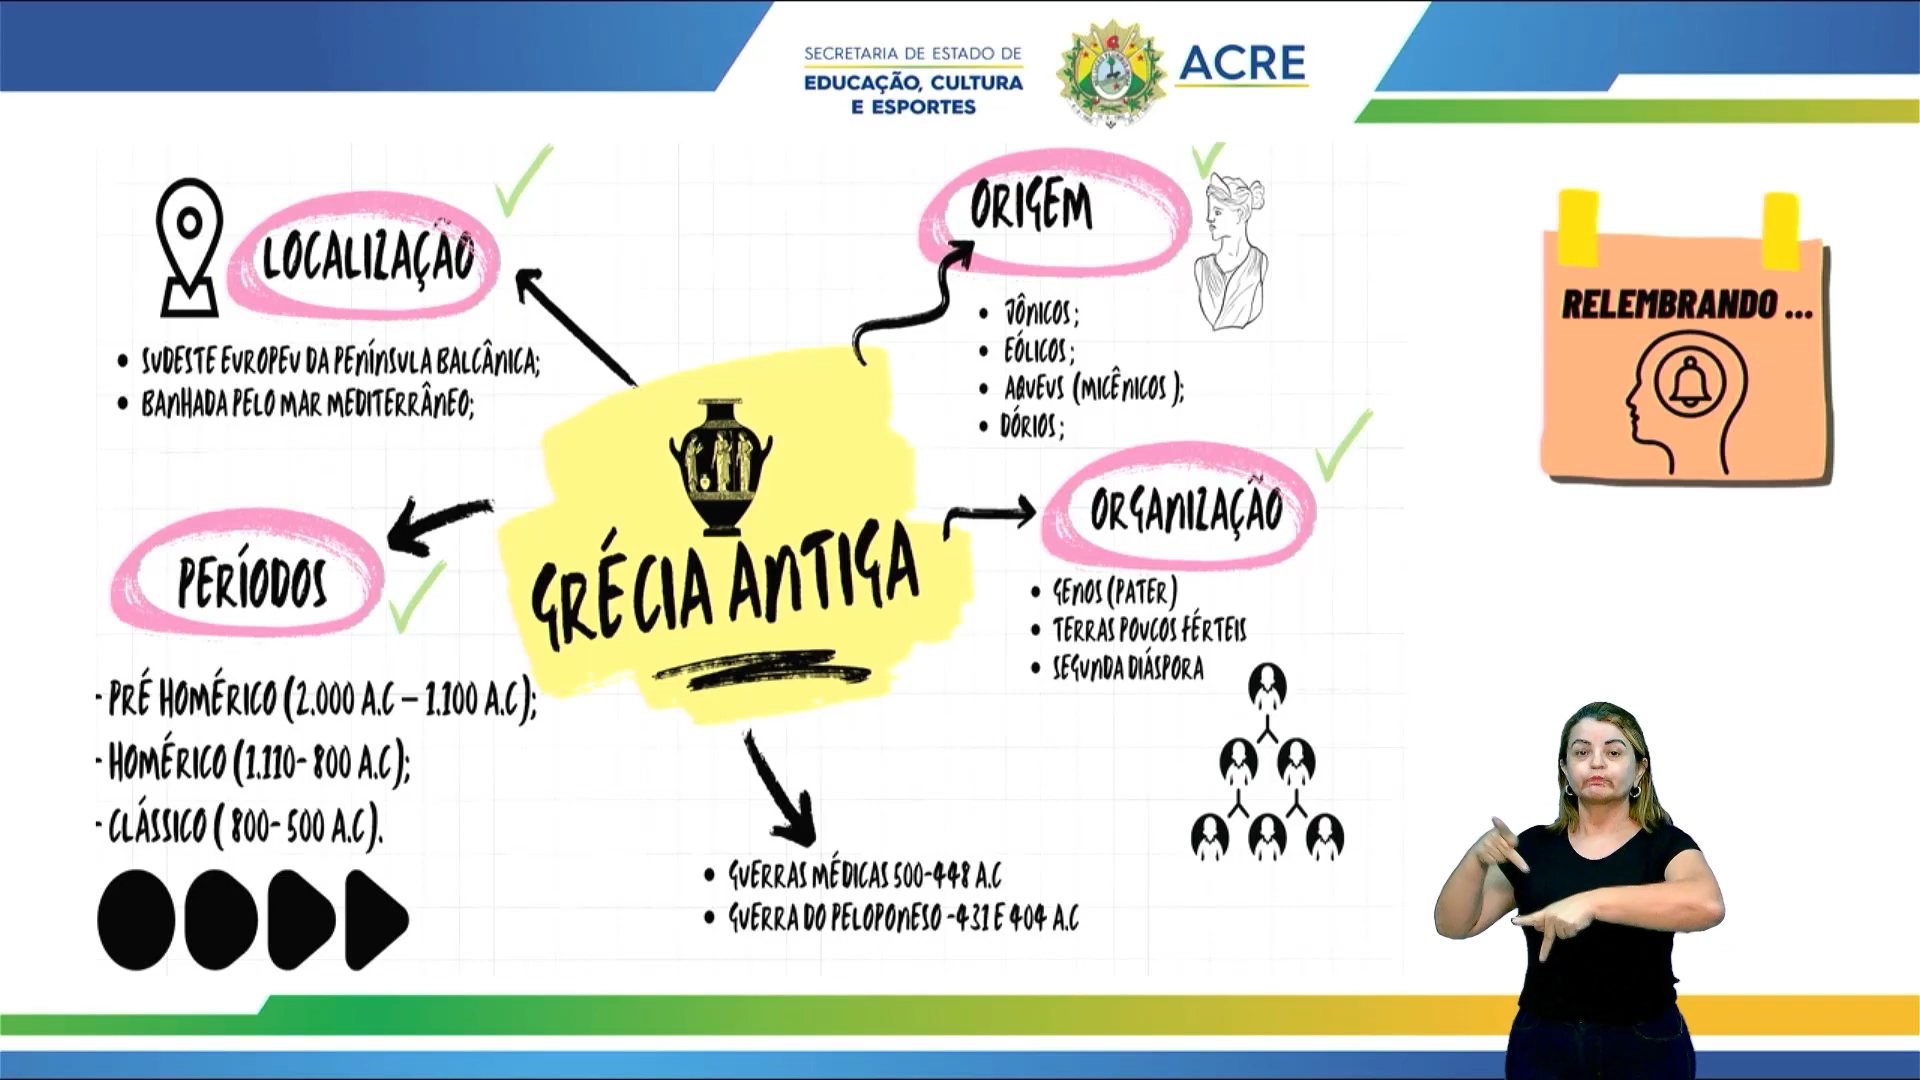 SECRETARIA DE ESTADO DE
EDUCAÇÃO, CULTURA
E ESPORTES
ACRE
LOCALIZAÇÃO
• SUDESTE EUROPEU DA PENÍNSULA BALCÂNICA;
• BANHADA PELO MAR MEDITERRÂNEO;
ORIGEM
• JÔNICOS;
• EÓLICOS;
• AQUEUS (MICÊNICOS);
• DÓRIOS;
RELEMBRANDO ...
GRÉCIA ANTIGA
ORGANIZAÇÃO
• GENOS (PATER)
• TERRAS POUCOS FÉRTEIS
• SEGUNDA DIÁSPORA
PERÍODOS
- PRÉ HOMÉRICO (2.000 A.C – 1.100 A.C);
- HOMÉRICO (1.110- 800 A.C);
- CLÁSSICO ( 800- 500 A.C).
• GUERRAS MÉDICAS 500-448 A.C
• GUERRA DO PELOPONESO -431 E 404 A.C